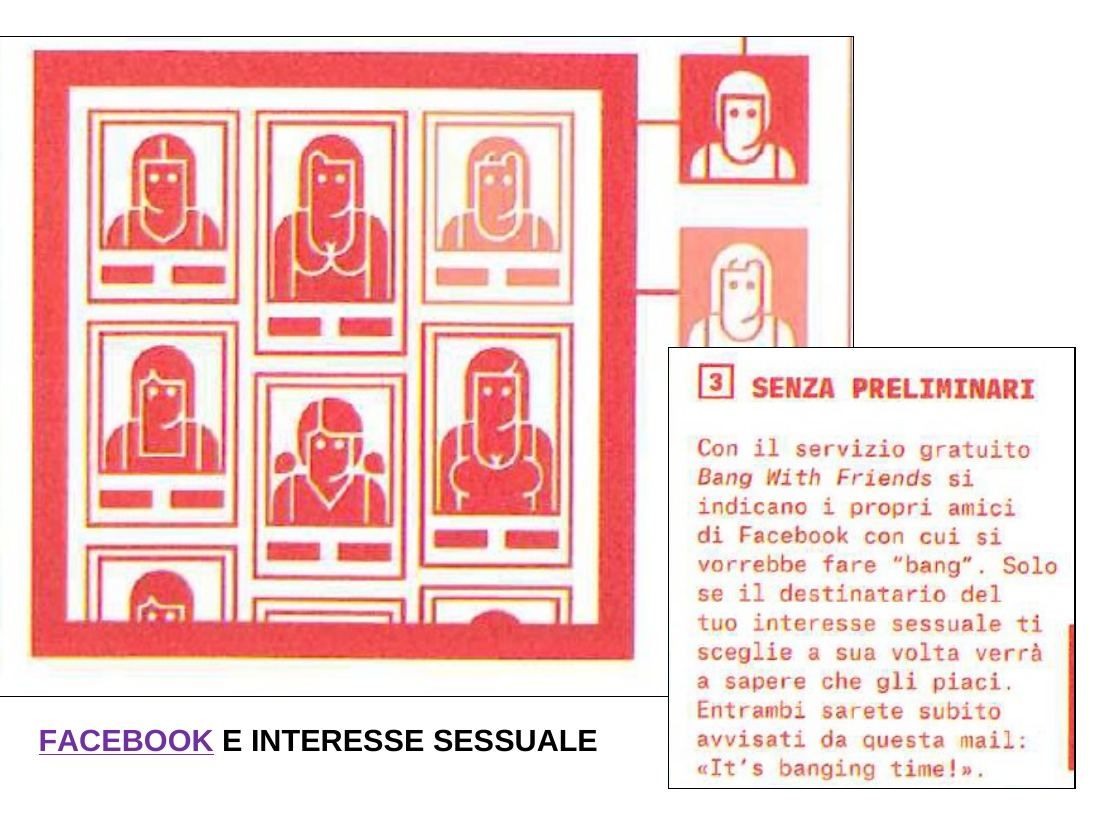 3 SENZA PRELIMINARI
Con il servizio gratuito
Bang With Friends si
indicano i propri amici
di Facebook con cui si
vorrebbe fare “bang”. Solo
se il destinatario del
tuo interesse sessuale ti
sceglie a sua volta verrà
a sapere che gli piaci.
Entrambi sarete subito
avvisati da questa mail:
«It’s banging time!».
FACEBOOK E INTERESSE SESSUALE